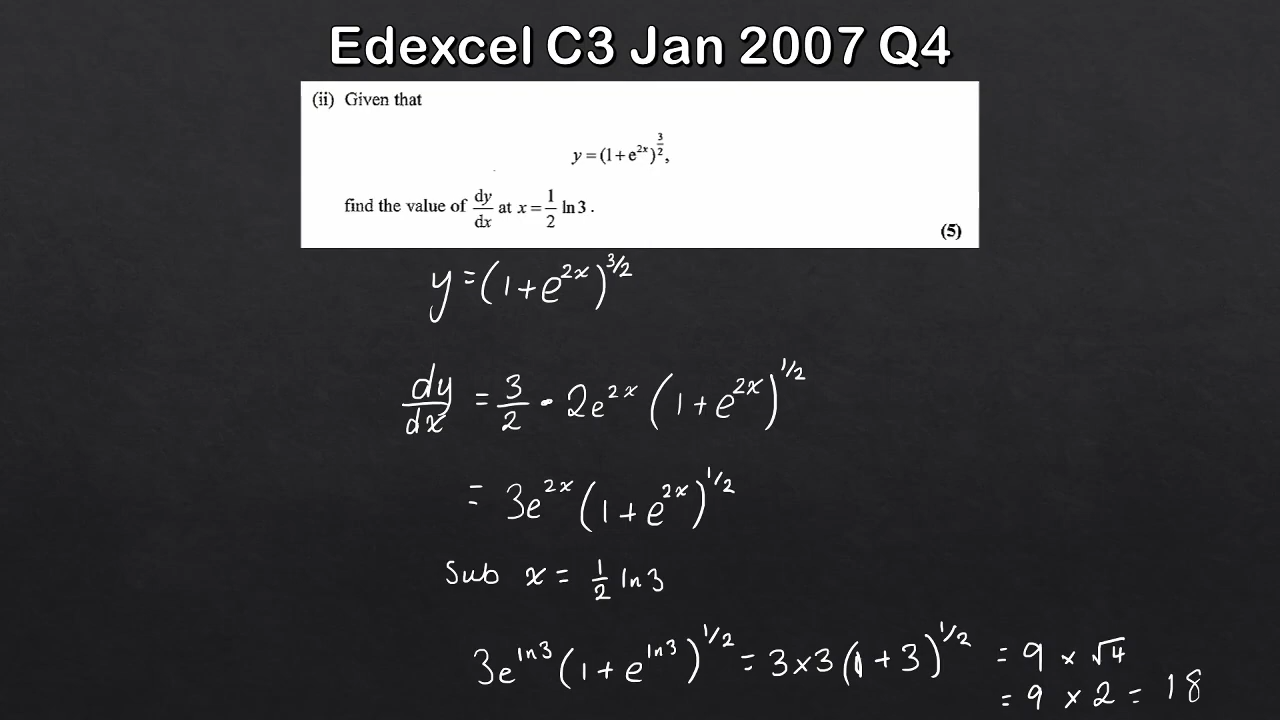 Edexcel C3 Jan 2007 Q4
(ii) Given that
y = (1 + e^{2x})^{3/2},
find the value of dy/dx at x = 1/2 ln 3 .
(5)
y = (1 + e^{2x})^{3/2}
dy/dx = 3/2 · 2e^{2x} (1 + e^{2x})^{1/2}
= 3e^{2x} (1 + e^{2x})^{1/2}
Sub x = 1/2 ln 3
3e^{ln 3} (1 + e^{ln 3})^{1/2} = 3 × 3 (1 + 3)^{1/2} = 9 × √4
= 9 × 2 = 18